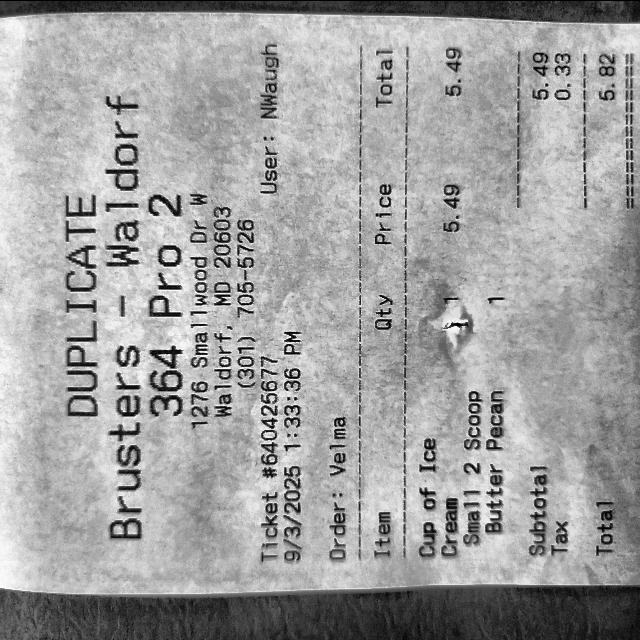 DUPLICATE
Brusters - Waldorf
364 Pro 2
1276 Smallwood Dr W
Waldorf, MD 20603
(301) 705-5726
Ticket #640425677 User: NWaugh
9/3/2025 1:33:36 PM
Order: Velma
Item Qty Price Total
Cup of Ice
Cream 1 5.49 5.49
Small 2 Scoop
Butter Pecan 1
Subtotal 5.49
Tax 0.33
Total 5.82